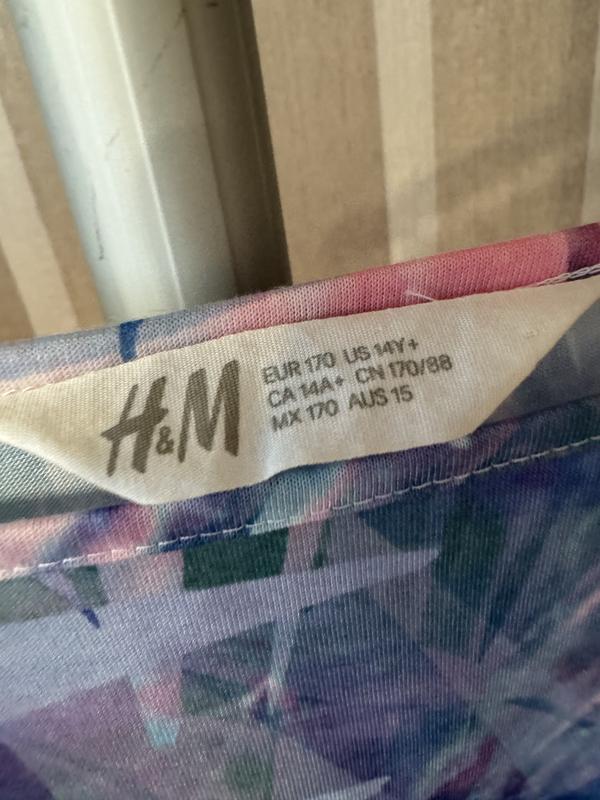 H&M
EUR 170 US 14Y+
CA 14A+ CN 170/88
MX 170 AUS 15